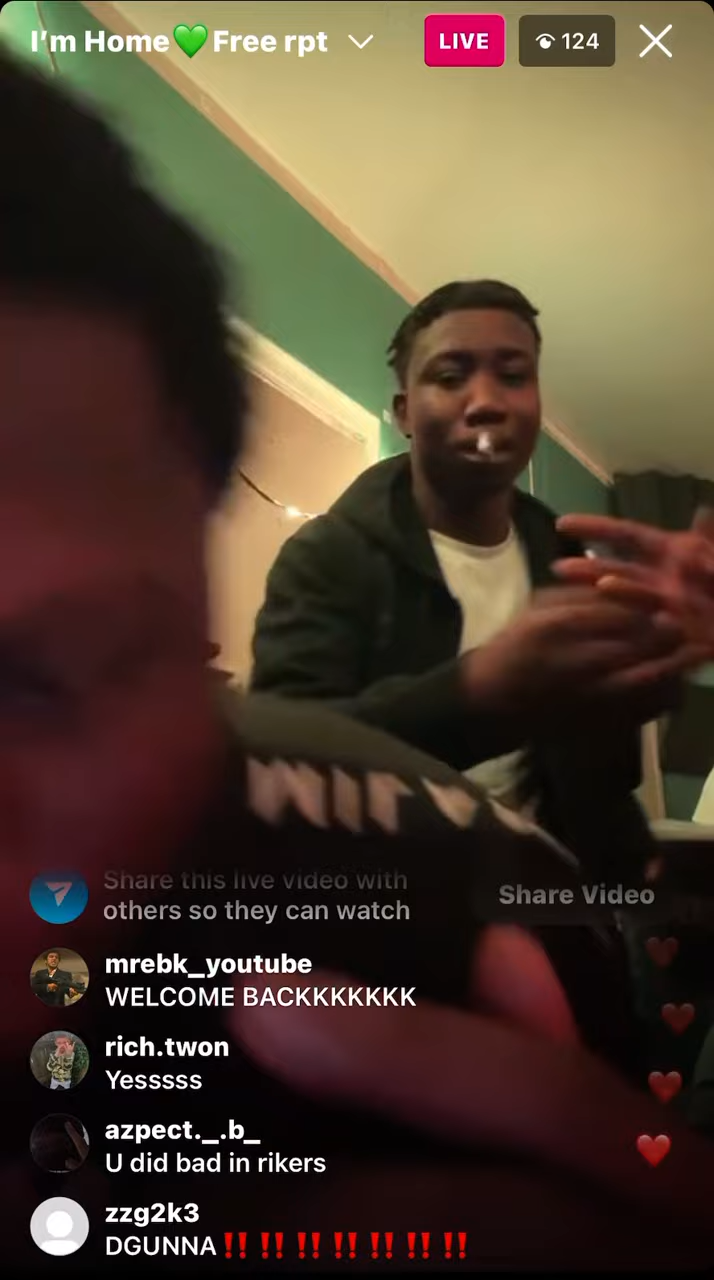 I'm Home💚Free rpt
LIVE
124
Share this live video with
others so they can watch
Share Video
mrebk_youtube
WELCOME BACKKKKKKK
rich.twon
Yesssss
azpect._.b_
U did bad in rikers
zzg2k3
DGUNNA‼️‼️‼️‼️‼️‼️‼️